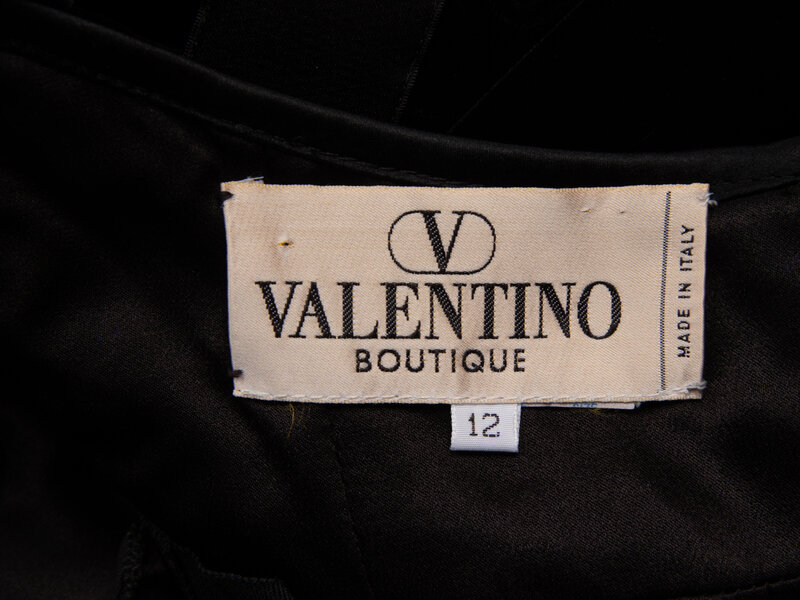 V
VALENTINO
BOUTIQUE
MADE IN ITALY
12